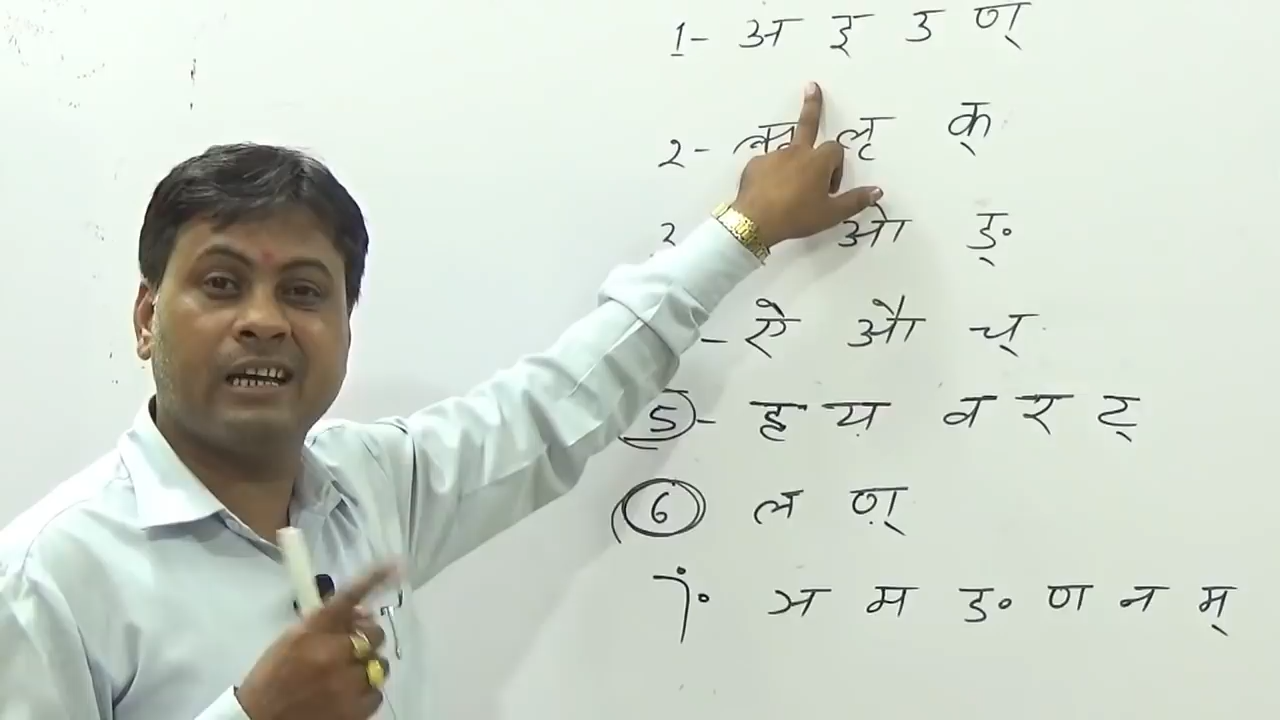 1- अ इ उ ण्
2- ऌ क्
ओ ङ्
- ऐ औ च्
5- ह य व र ट्
6 ल ण्
ञ म ङ ण न म्